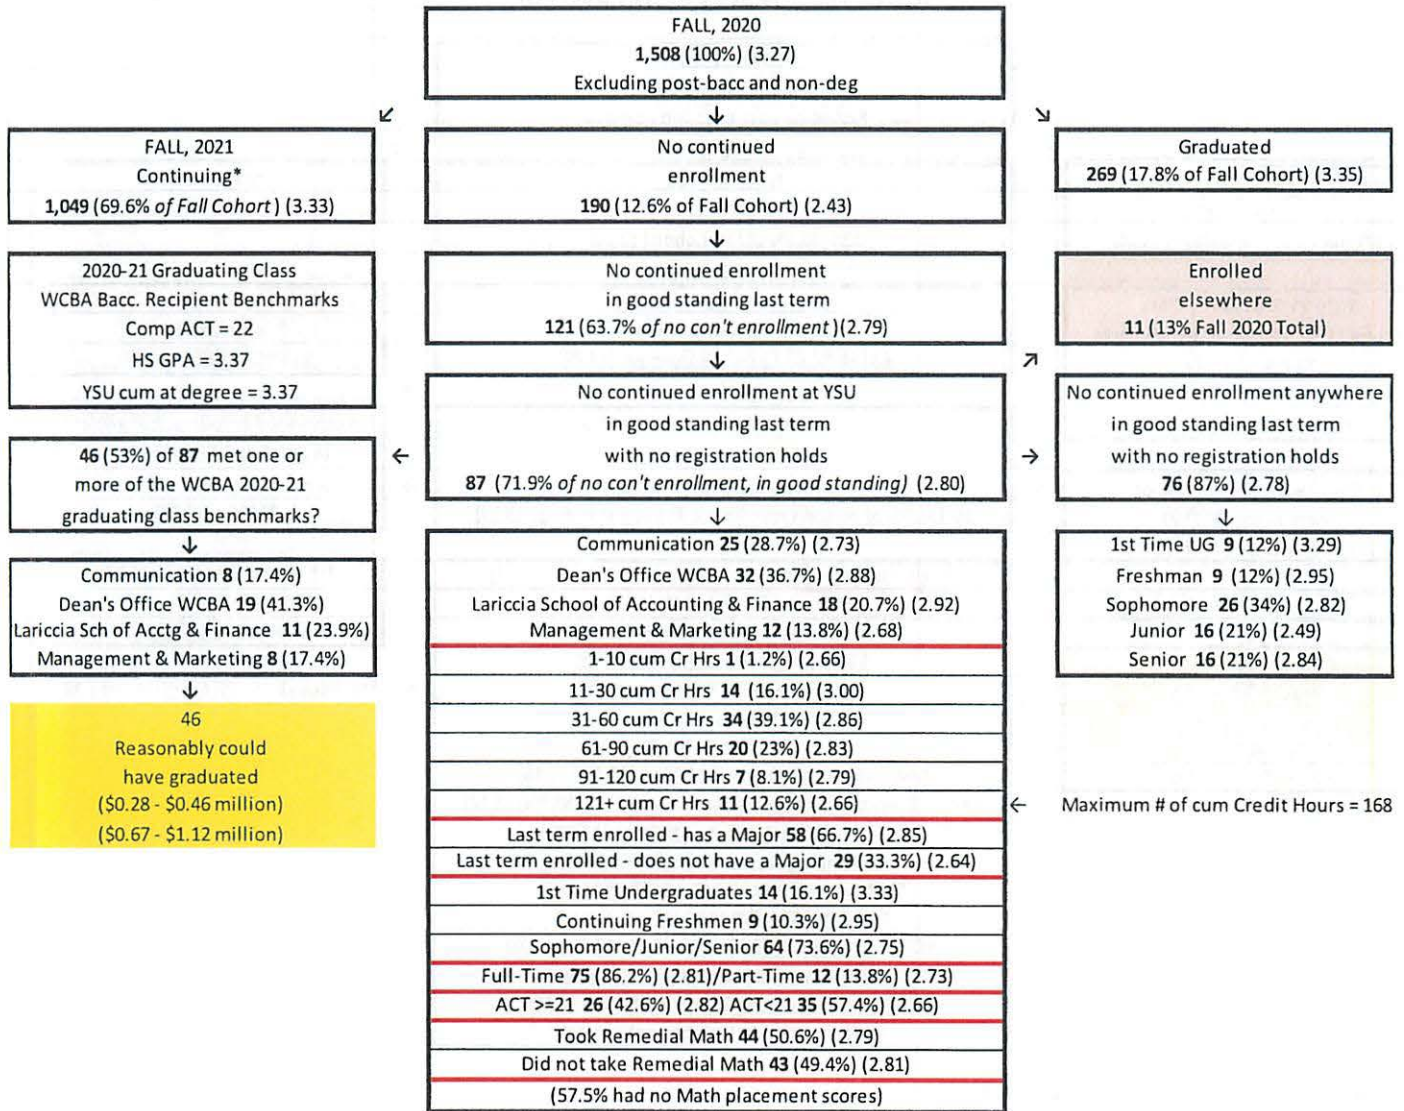 FALL, 2020
1,508 (100%) (3.27)
Excluding post-bacc and non-deg
↙
↓
↘
FALL, 2021
Continuing*
1,049 (69.6% of Fall Cohort) (3.33)
No continued
enrollment
190 (12.6% of Fall Cohort) (2.43)
Graduated
269 (17.8% of Fall Cohort) (3.35)
↓
2020-21 Graduating Class
WCBA Bacc. Recipient Benchmarks
Comp ACT = 22
HS GPA = 3.37
YSU cum at degree = 3.37
No continued enrollment
in good standing last term
121 (63.7% of no con't enrollment )(2.79)
Enrolled
elsewhere
11 (13% Fall 2020 Total)
↓
↗
46 (53%) of 87 met one or
more of the WCBA 2020-21
graduating class benchmarks?
←
No continued enrollment at YSU
in good standing last term
with no registration holds
87 (71.9% of no con't enrollment, in good standing) (2.80)
→
No continued enrollment anywhere
in good standing last term
with no registration holds
76 (87%) (2.78)
↓
↓
↓
Communication 8 (17.4%)
Dean's Office WCBA 19 (41.3%)
Lariccia Sch of Acctg & Finance 11 (23.9%)
Management & Marketing 8 (17.4%)
↓
46
Reasonably could
have graduated
($0.28 - $0.46 million)
($0.67 - $1.12 million)
Communication 25 (28.7%) (2.73)
Dean's Office WCBA 32 (36.7%) (2.88)
Lariccia School of Accounting & Finance 18 (20.7%) (2.92)
Management & Marketing 12 (13.8%) (2.68)
1-10 cum Cr Hrs 1 (1.2%) (2.66)
11-30 cum Cr Hrs 14 (16.1%) (3.00)
31-60 cum Cr Hrs 34 (39.1%) (2.86)
61-90 cum Cr Hrs 20 (23%) (2.83)
91-120 cum Cr Hrs 7 (8.1%) (2.79)
121+ cum Cr Hrs 11 (12.6%) (2.66)
Last term enrolled - has a Major 58 (66.7%) (2.85)
Last term enrolled - does not have a Major 29 (33.3%) (2.64)
1st Time Undergraduates 14 (16.1%) (3.33)
Continuing Freshmen 9 (10.3%) (2.95)
Sophomore/Junior/Senior 64 (73.6%) (2.75)
Full-Time 75 (86.2%) (2.81)/Part-Time 12 (13.8%) (2.73)
ACT >=21 26 (42.6%) (2.82) ACT<21 35 (57.4%) (2.66)
Took Remedial Math 44 (50.6%) (2.79)
Did not take Remedial Math 43 (49.4%) (2.81)
(57.5% had no Math placement scores)
1st Time UG 9 (12%) (3.29)
Freshman 9 (12%) (2.95)
Sophomore 26 (34%) (2.82)
Junior 16 (21%) (2.49)
Senior 16 (21%) (2.84)
← Maximum # of cum Credit Hours = 168